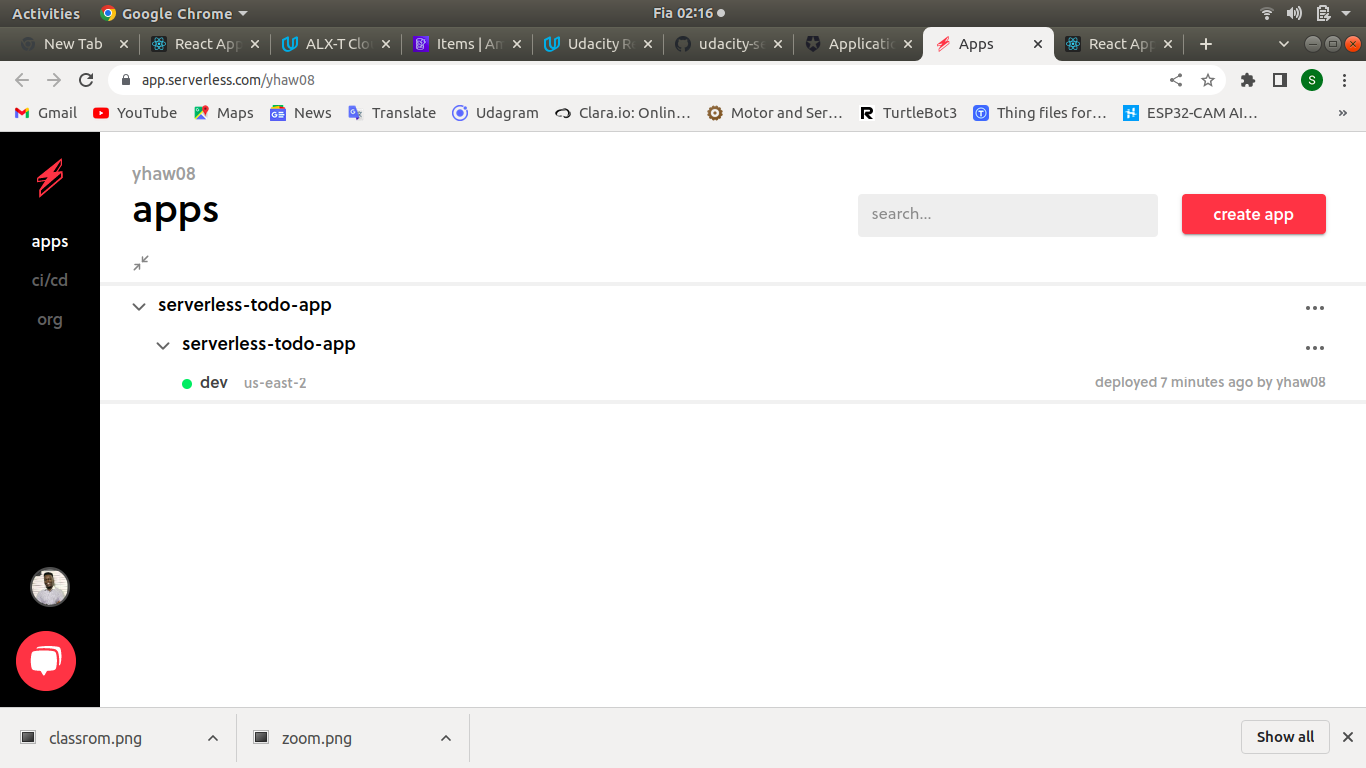 Activities Google Chrome Fia 02:16
New Tab React App ALX-T Clo Items | Am Udacity R udacity-se Applicati Apps React App
app.serverless.com/yhaw08 S
Gmail YouTube Maps News Translate Udagram Clara.io: Onlin... Motor and Ser... TurtleBot3 Thing files for... ESP32-CAM AI... »
yhaw08
apps
search...
create app
apps
ci/cd
org
serverless-todo-app
serverless-todo-app
dev us-east-2 deployed 7 minutes ago by yhaw08
classrom.png zoom.png Show all